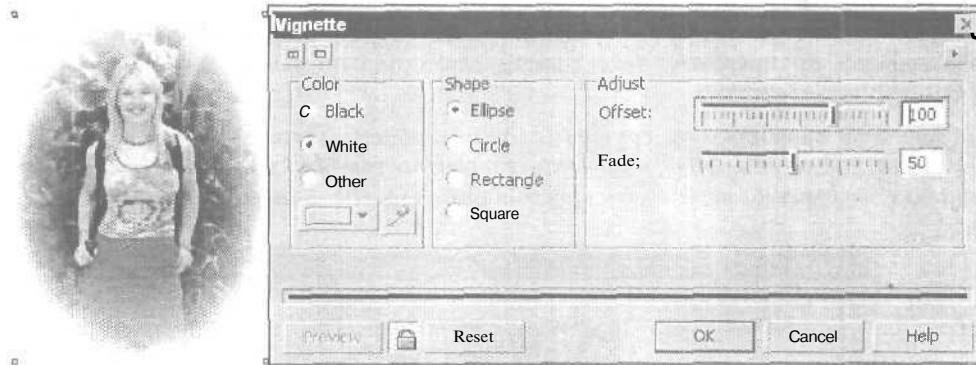 Vignette
Color
C Black
White
Other
Shape
Ellipse
Circle
Rectange
Square
Adjust
Offset: 100
Fade; 50
Preview Reset OK Cancel Help